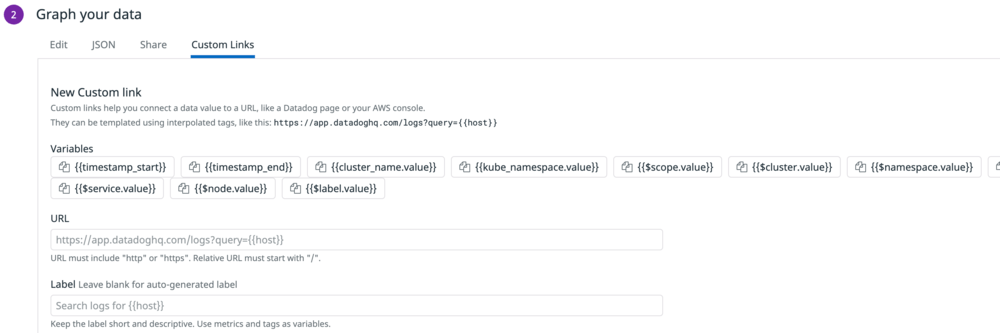 2 Graph your data
Edit JSON Share Custom Links
New Custom link
Custom links help you connect a data value to a URL, like a Datadog page or your AWS console.
They can be templated using interpolated tags, like this: https://app.datadoghq.com/logs?query={{host}}
Variables
{{timestamp_start}} {{timestamp_end}} {{cluster_name.value}} {{kube_namespace.value}} {{$scope.value}} {{$cluster.value}} {{$namespace.value}}
{{$service.value}} {{$node.value}} {{$label.value}}
URL
https://app.datadoghq.com/logs?query={{host}}
URL must include "http" or "https". Relative URL must start with "/".
Label Leave blank for auto-generated label
Search logs for {{host}}
Keep the label short and descriptive. Use metrics and tags as variables.